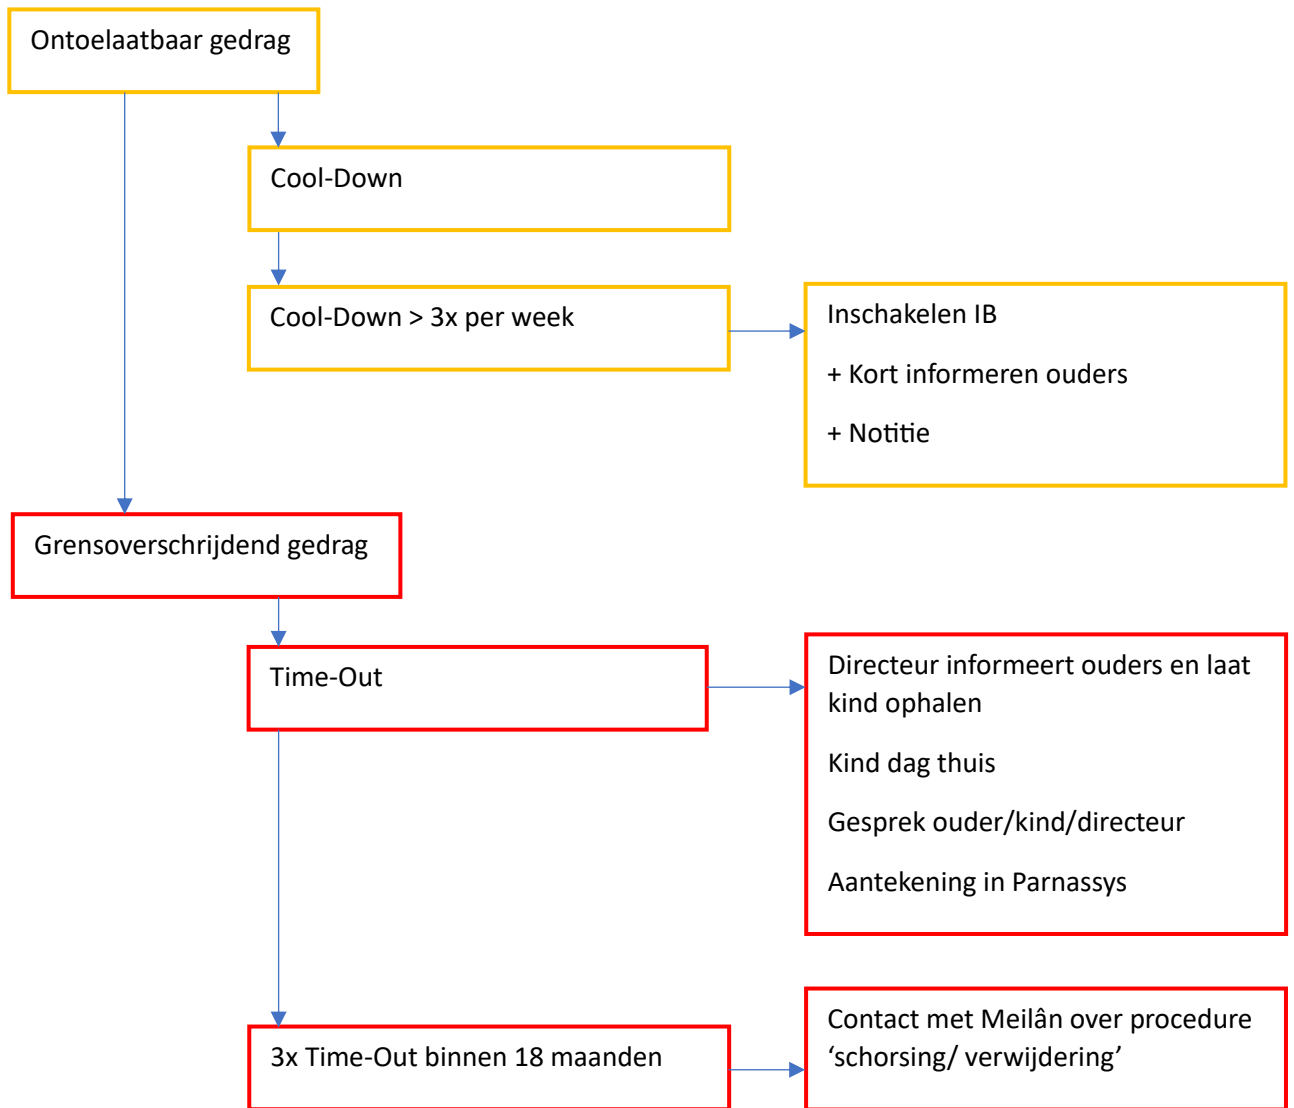 Ontoelaatbaar gedrag
Cool-Down
Cool-Down > 3x per week
Inschakelen IB
+ Kort informeren ouders
+ Notitie
Grensoverschrijdend gedrag
Time-Out
Directeur informeert ouders en laat
kind ophalen
Kind dag thuis
Gesprek ouder/kind/directeur
Aantekening in Parnassys
3x Time-Out binnen 18 maanden
Contact met Meilân over procedure
‘schorsing/ verwijdering’